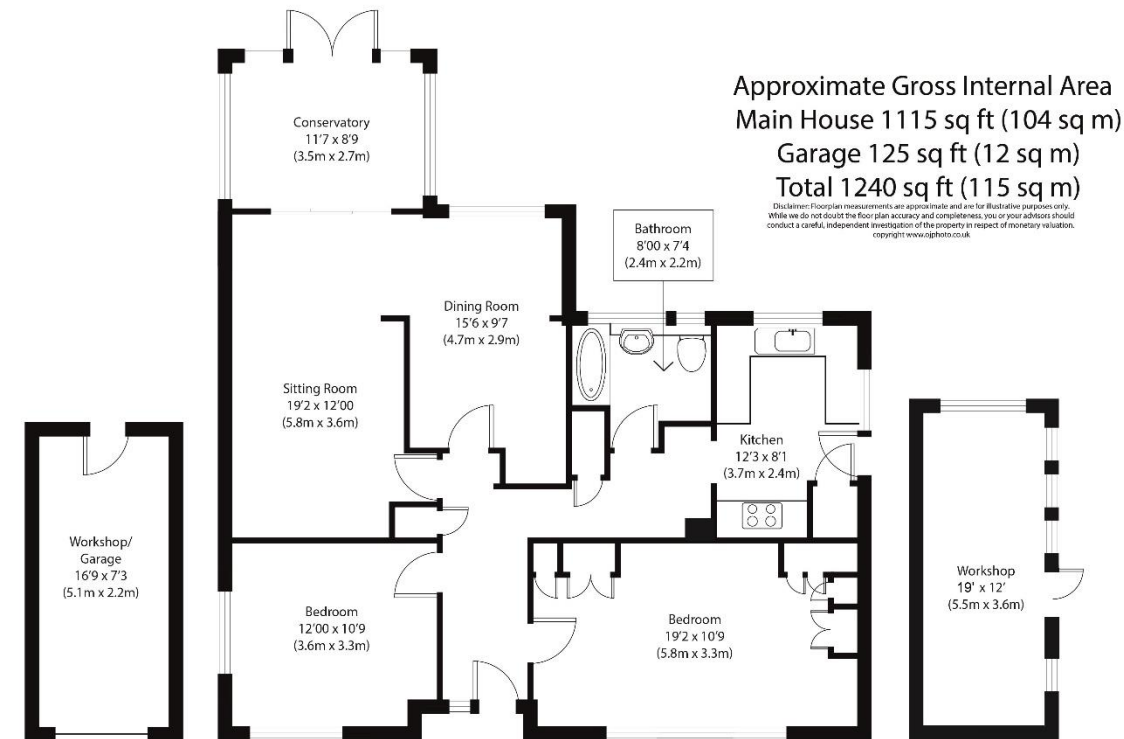 Approximate Gross Internal Area
Main House 1115 sq ft (104 sq m)
Garage 125 sq ft (12 sq m)
Total 1240 sq ft (115 sq m)
Disclaimer: Floorplan measurements are approximate and are for illustrative purposes only.
While we do not doubt the floor plan accuracy and completeness, you or your advisors should
conduct a careful, independent investigation of the property in respect of monetary valuation.
copyright www.ojphoto.co.uk
Conservatory
11'7 x 8'9
(3.5m x 2.7m)
Bathroom
8'00 x 7'4
(2.4m x 2.2m)
Dining Room
15'6 x 9'7
(4.7m x 2.9m)
Sitting Room
19'2 x 12'00
(5.8m x 3.6m)
Kitchen
12'3 x 8'1
(3.7m x 2.4m)
Workshop/
Garage
16'9 x 7'3
(5.1m x 2.2m)
Bedroom
12'00 x 10'9
(3.6m x 3.3m)
Bedroom
19'2 x 10'9
(5.8m x 3.3m)
Workshop
19' x 12'
(5.5m x 3.6m)